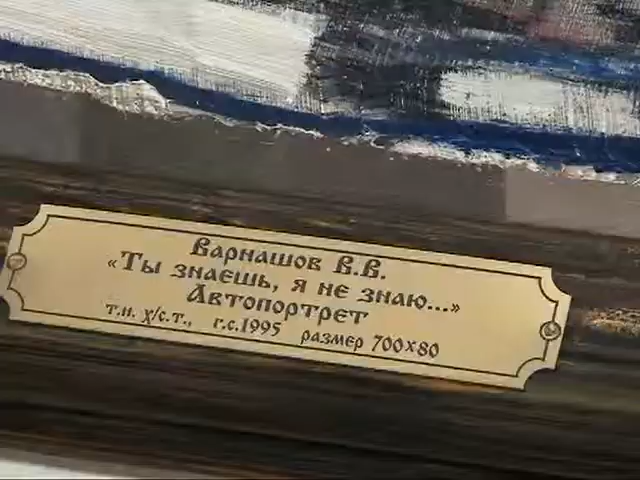 Варнашов В.В.
«Ты знаешь, я не знаю...»
Автопортрет
т.и. х/с.т., г.с.1995 размер 700х80